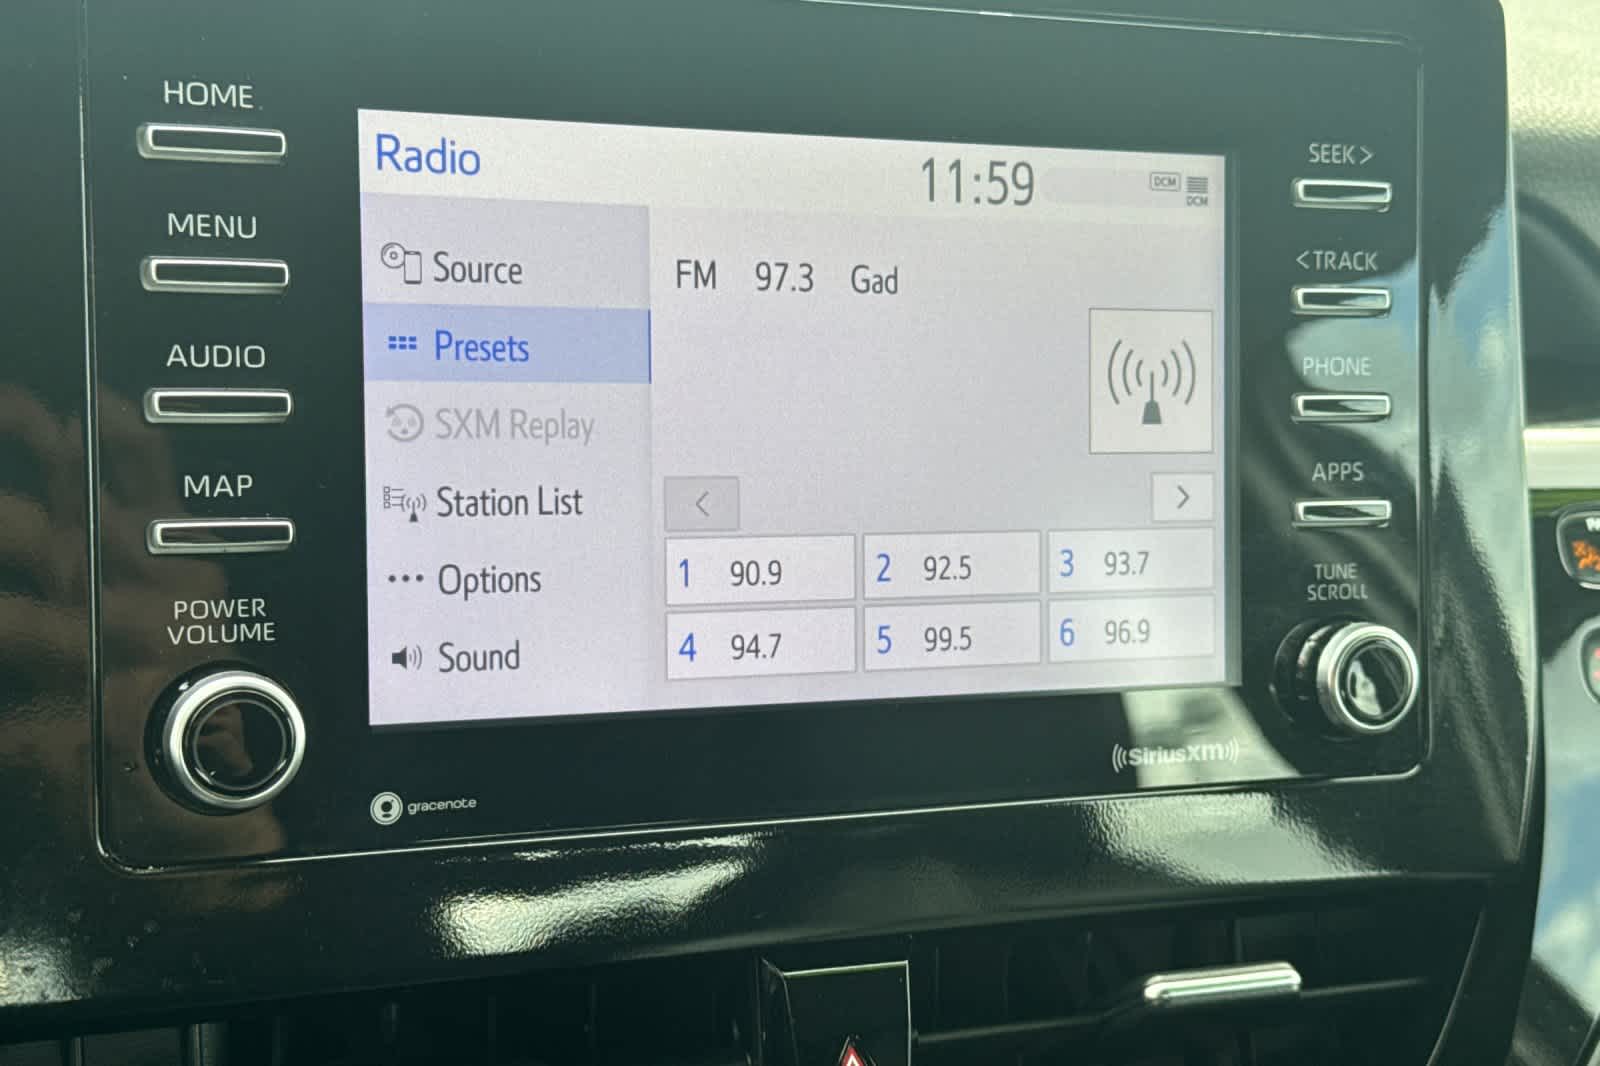 HOME
MENU
AUDIO
MAP
POWER
VOLUME
Radio
11:59
DCM
DCM
Source
Presets
SXM Replay
Station List
Options
Sound
FM 97.3 Gad
<
>
1 90.9
2 92.5
3 93.7
4 94.7
5 99.5
6 96.9
SEEK >
< TRACK
PHONE
APPS
TUNE
SCROLL
gracenote
((SiriusXM))